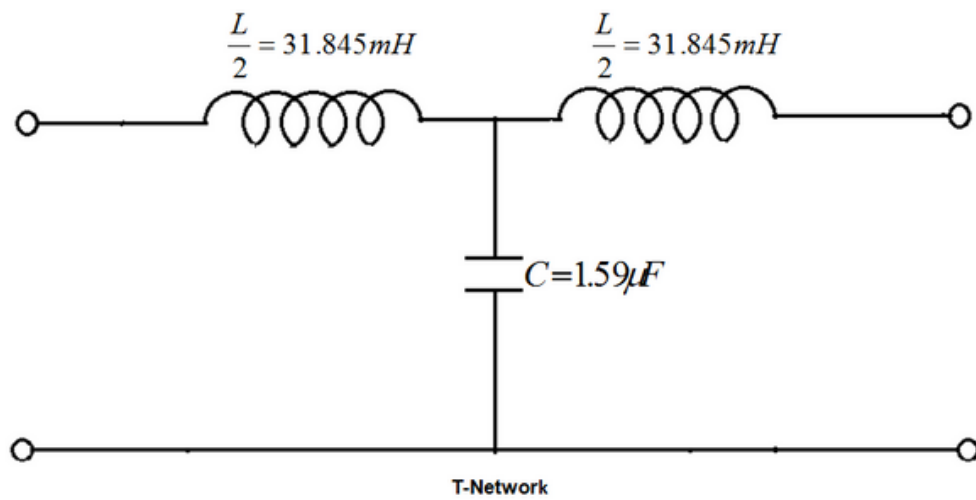 L/2 = 31.845mH
L/2 = 31.845mH
C=1.59μF
T-Network